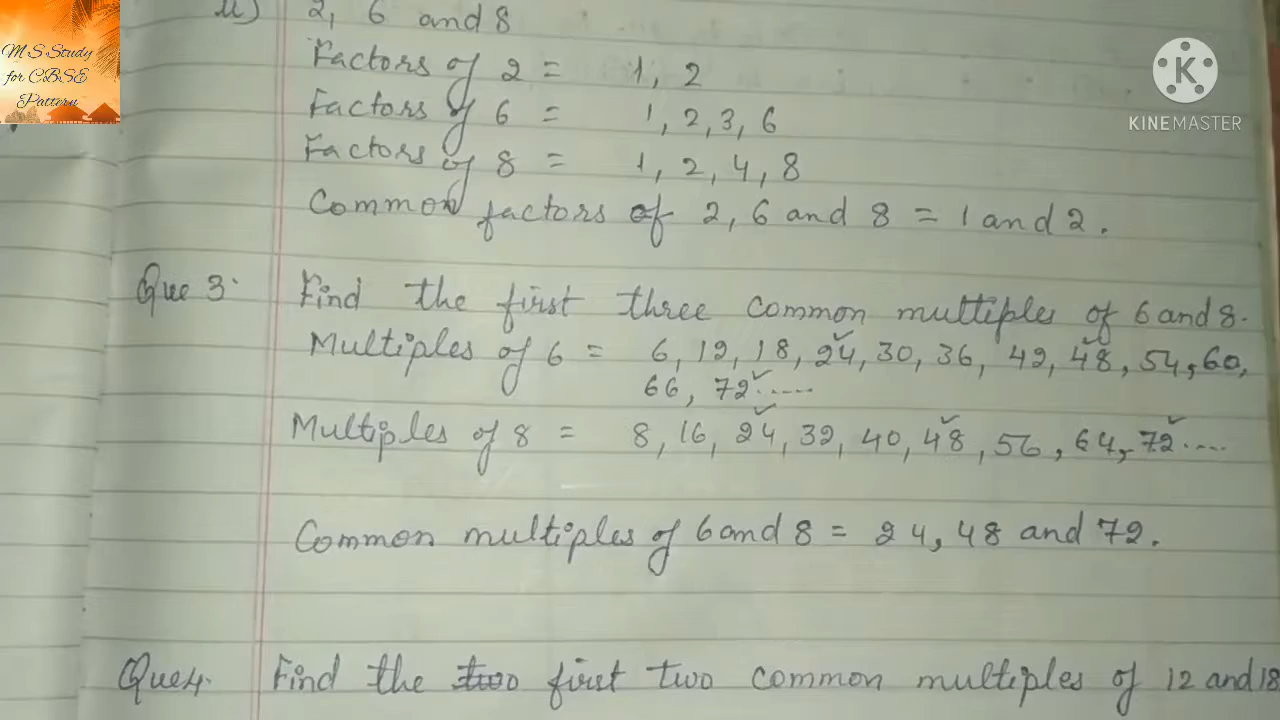 M S Study
for CBSE
Pattern
KINEMASTER
ii) 2, 6 and 8
Factors of 2 = 1, 2
Factors of 6 = 1, 2, 3, 6
Factors of 8 = 1, 2, 4, 8
Common factors of 2, 6 and 8 = 1 and 2.
Que 3. Find the first three common multiples of 6 and 8.
Multiples of 6 = 6, 12, 18, 24, 30, 36, 42, 48, 54, 60,
66, 72.....
Multiples of 8 = 8, 16, 24, 32, 40, 48, 56, 64, 72.....
Common multiples of 6 and 8 = 24, 48 and 72.
Que 4. Find the two first two common multiples of 12 and 18